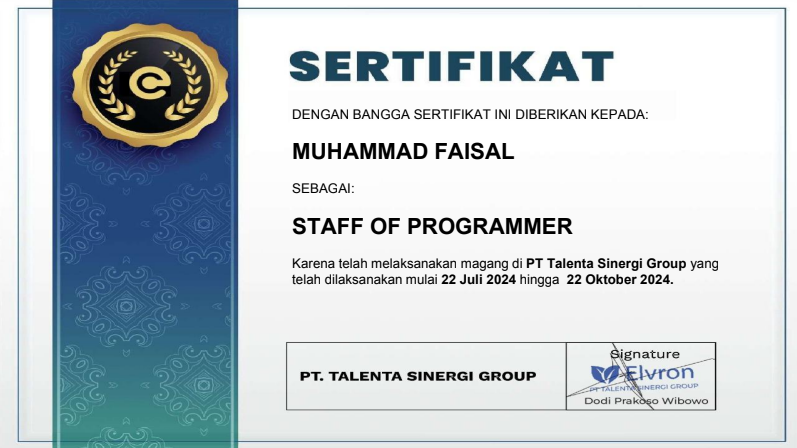 SERTIFIKAT
DENGAN BANGGA SERTIFIKAT INI DIBERIKAN KEPADA:
MUHAMMAD FAISAL
SEBAGAI:
STAFF OF PROGRAMMER
Karena telah melaksanakan magang di PT Talenta Sinergi Group yang
telah dilaksanakan mulai 22 Juli 2024 hingga 22 Oktober 2024.
PT. TALENTA SINERGI GROUP
Signature
Elvron
PT TALENTA SINERGI GROUP
Dodi Prakoso Wibowo